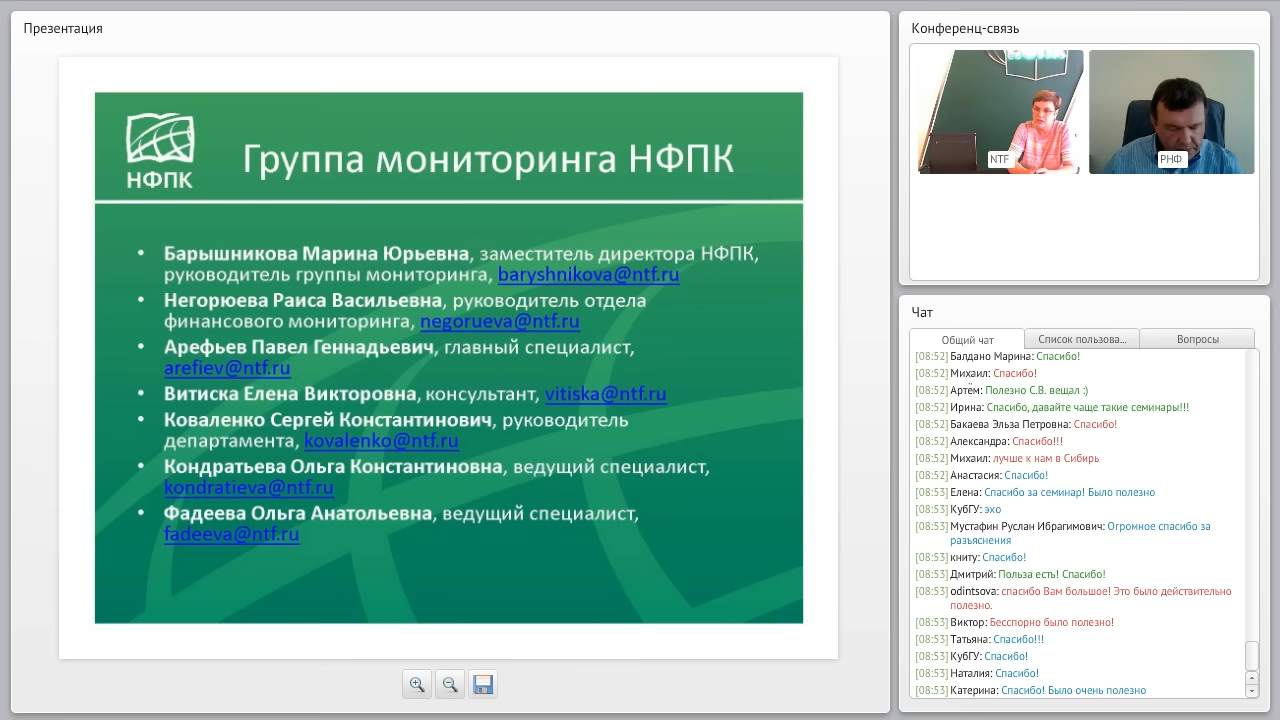 Презентация
НФПК
Группа мониторинга НФПК
• Барышникова Марина Юрьевна, заместитель директора НФПК,
руководитель группы мониторинга, baryshnikova@ntf.ru
• Негорюева Раиса Васильевна, руководитель отдела
финансового мониторинга, negorueva@ntf.ru
• Арефьев Павел Геннадьевич, главный специалист,
arefiev@ntf.ru
• Витиска Елена Викторовна, консультант, vitiska@ntf.ru
• Коваленко Сергей Константинович, руководитель
департамента, kovalenko@ntf.ru
• Кондратьева Ольга Константиновна, ведущий специалист,
kondratieva@ntf.ru
• Фадеева Ольга Анатольевна, ведущий специалист,
fadeeva@ntf.ru
Конференц-связь
NTF
РНФ
Чат
Общий чат
Список пользова...
Вопросы
[08:52] Балдано Марина: Спасибо!
[08:52] Михаил: Спасибо!
[08:52] Артём: Полезно С.В. вещал :)
[08:52] Ирина: Спасибо, давайте чаще такие семинары!!!
[08:52] Бакаева Эльза Петровна: Спасибо!
[08:52] Александра: Спасибо!!!
[08:52] Михаил: лучше к нам в Сибирь
[08:52] Анастасия: Спасибо!
[08:53] Елена: Спасибо за семинар! Было полезно
[08:53] КубГУ: эхо
[08:53] Мустафин Руслан Ибрагимович: Огромное спасибо за
разъяснения
[08:53] книту: Спасибо!
[08:53] Дмитрий: Польза есть! Спасибо!
[08:53] odintsova: спасибо Вам большое! Это было действительно
полезно.
[08:53] Виктор: Бесспорно было полезно!
[08:53] Татьяна: Спасибо!!!
[08:53] КубГУ: Спасибо!
[08:53] Наталия: Спасибо!
[08:53] Катерина: Спасибо! Было очень полезно